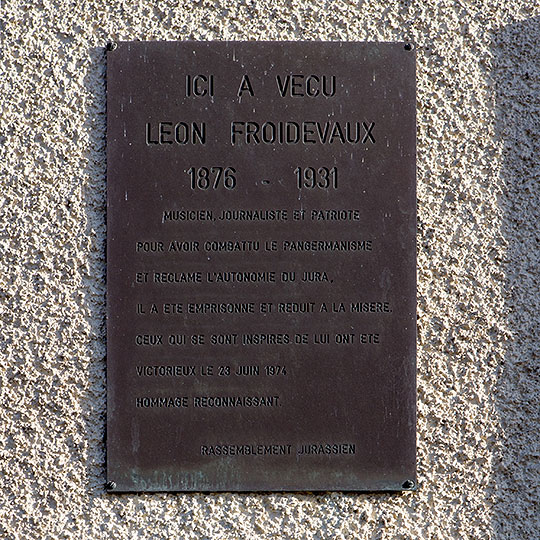 ICI A VECU
LEON FROIDEVAUX
1876 - 1931
MUSICIEN, JOURNALISTE ET PATRIOTE
POUR AVOIR COMBATTU LE PANGERMANISME
ET RECLAME L'AUTONOMIE DU JURA,
IL A ETE EMPRISONNE ET REDUIT A LA MISERE.
CEUX QUI SE SONT INSPIRES DE LUI ONT ETE
VICTORIEUX LE 23 JUIN 1974
HOMMAGE RECONNAISSANT.
RASSEMBLEMENT JURASSIEN